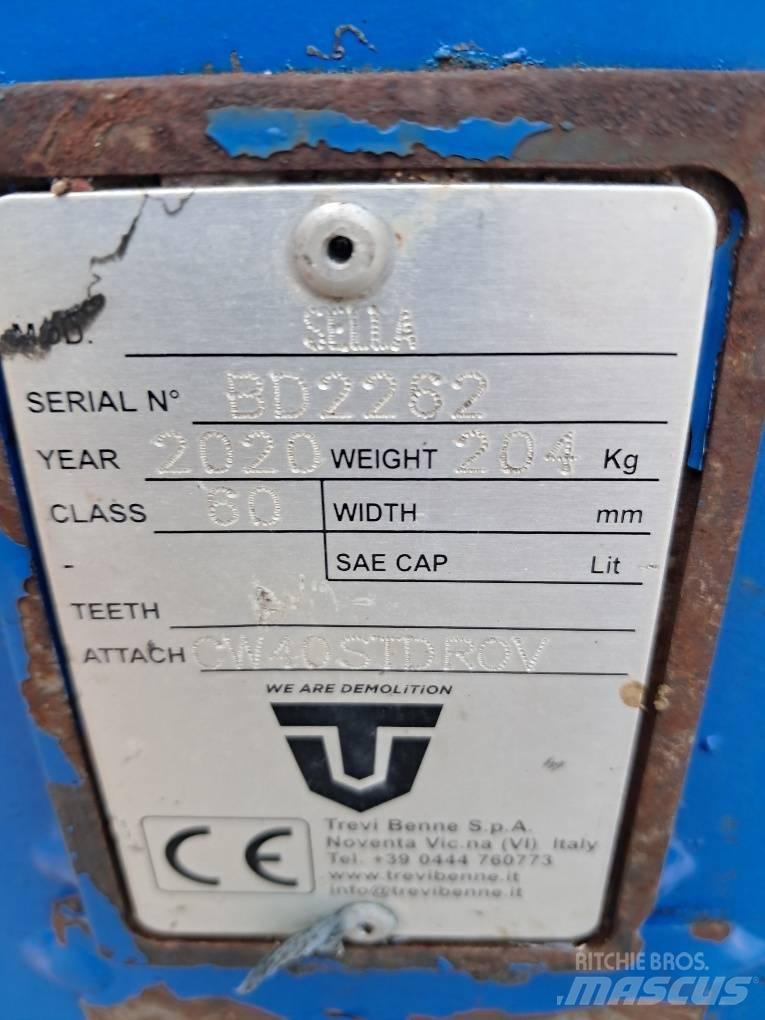 MOD. SELLA
SERIAL N° BD2262
YEAR 2020 WEIGHT 204 Kg
CLASS 60 WIDTH mm
- SAE CAP Lit
TEETH
ATTACH CW40STDROV
WE ARE DEMOLITION
CE
Trevi Benne S.p.A.
Noventa Vic.na (VI) Italy
Tel. +39 0444 760773
www.trevibenne.it
info@trevibenne.it
RITCHIE BROS.
MASCUS